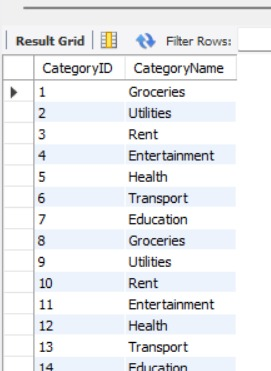 Result Grid Filter Rows:
CategoryID CategoryName
1 Groceries
2 Utilities
3 Rent
4 Entertainment
5 Health
6 Transport
7 Education
8 Groceries
9 Utilities
10 Rent
11 Entertainment
12 Health
13 Transport
14 Education